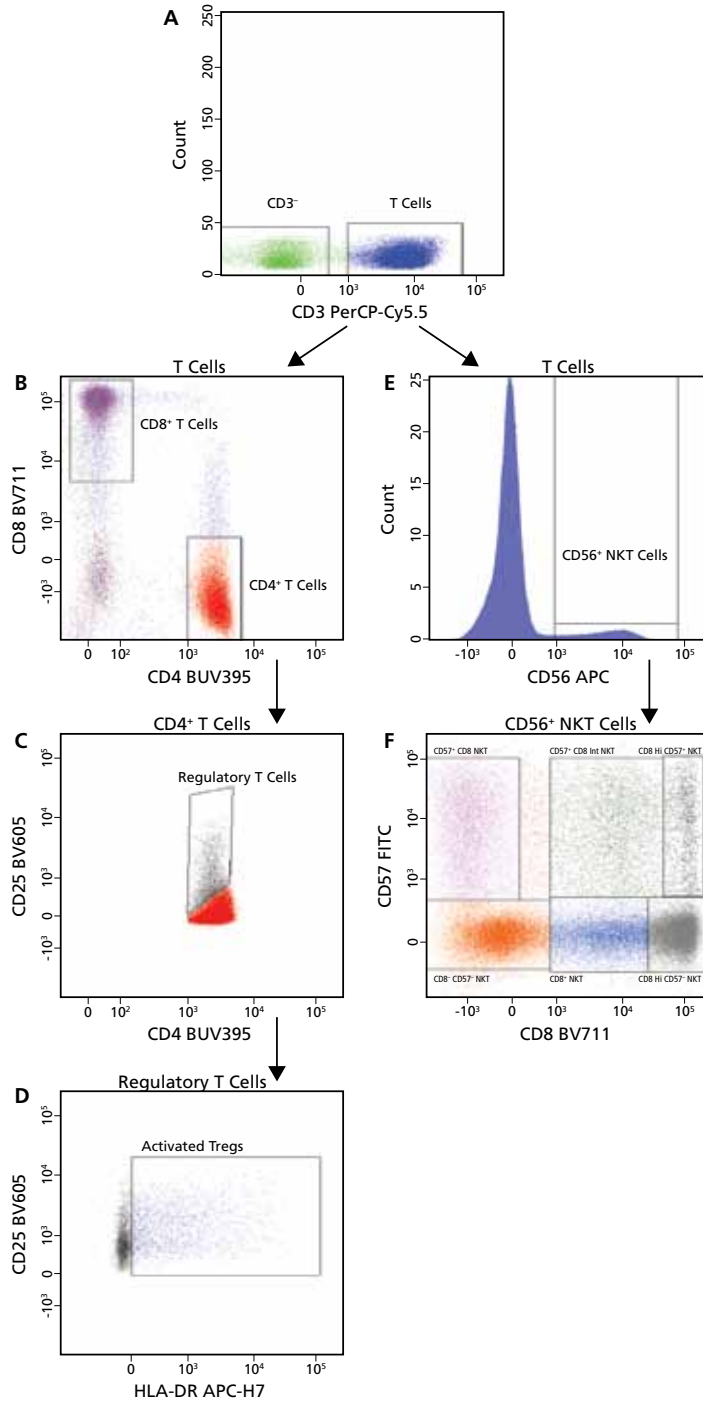 A
250
200
150
100
50
0
Count
CD3⁻
T Cells
0 10³ 10⁴ 10⁵
CD3 PerCP-Cy5.5
B
T Cells
10⁵
10⁴
10³
0
-10³
CD8 BV711
CD8⁺ T Cells
CD4⁺ T Cells
0 10² 10³ 10⁴ 10⁵
CD4 BUV395
E
T Cells
25
20
15
10
5
0
Count
CD56⁺ NKT Cells
-10³ 0 10³ 10⁴ 10⁵
CD56 APC
C
CD4⁺ T Cells
10⁵
10⁴
10³
0
-10³
CD25 BV605
Regulatory T Cells
0 10² 10³ 10⁴ 10⁵
CD4 BUV395
F
CD56⁺ NKT Cells
10⁵
10⁴
10³
0
CD57 FITC
CD57⁺ CD8 NKT
CD57⁺ CD8 Int NKT
CD8 Hi CD57⁺ NKT
CD8⁻ CD57⁻ NKT
CD8⁺ NKT
CD8 Hi CD57⁻ NKT
-10³ 0 10³ 10⁴ 10⁵
CD8 BV711
D
Regulatory T Cells
10⁵
10⁴
10³
0
-10³
CD25 BV605
Activated Tregs
0 10³ 10⁴ 10⁵
HLA-DR APC-H7